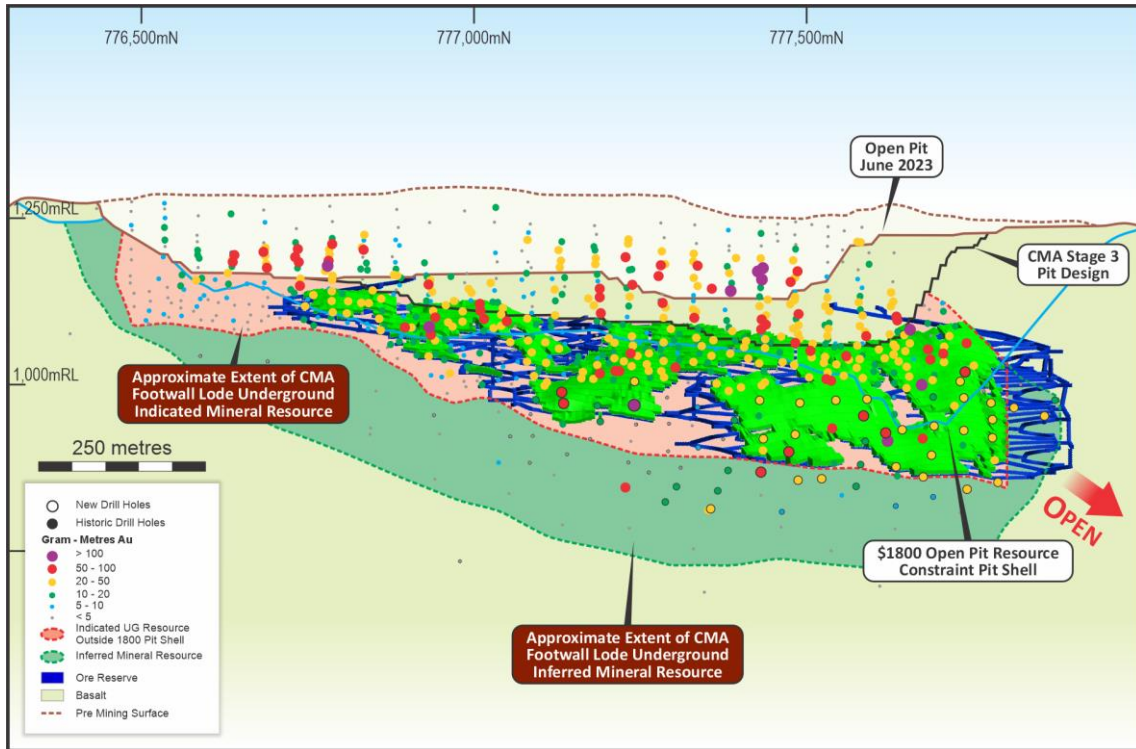 776,500mN
777,000mN
777,500mN
Open Pit
June 2023
1,250mRL
CMA Stage 3
Pit Design
1,000mRL
Approximate Extent of CMA
Footwall Lode Underground
Indicated Mineral Resource
250 metres
New Drill Holes
Historic Drill Holes
Gram - Metres Au
> 100
50 - 100
20 - 50
10 - 20
5 - 10
< 5
Indicated UG Resource
Outside 1800 Pit Shell
Inferred Mineral Resource
Ore Reserve
Basalt
Pre Mining Surface
OPEN
$1800 Open Pit Resource
Constraint Pit Shell
Approximate Extent of CMA
Footwall Lode Underground
Inferred Mineral Resource